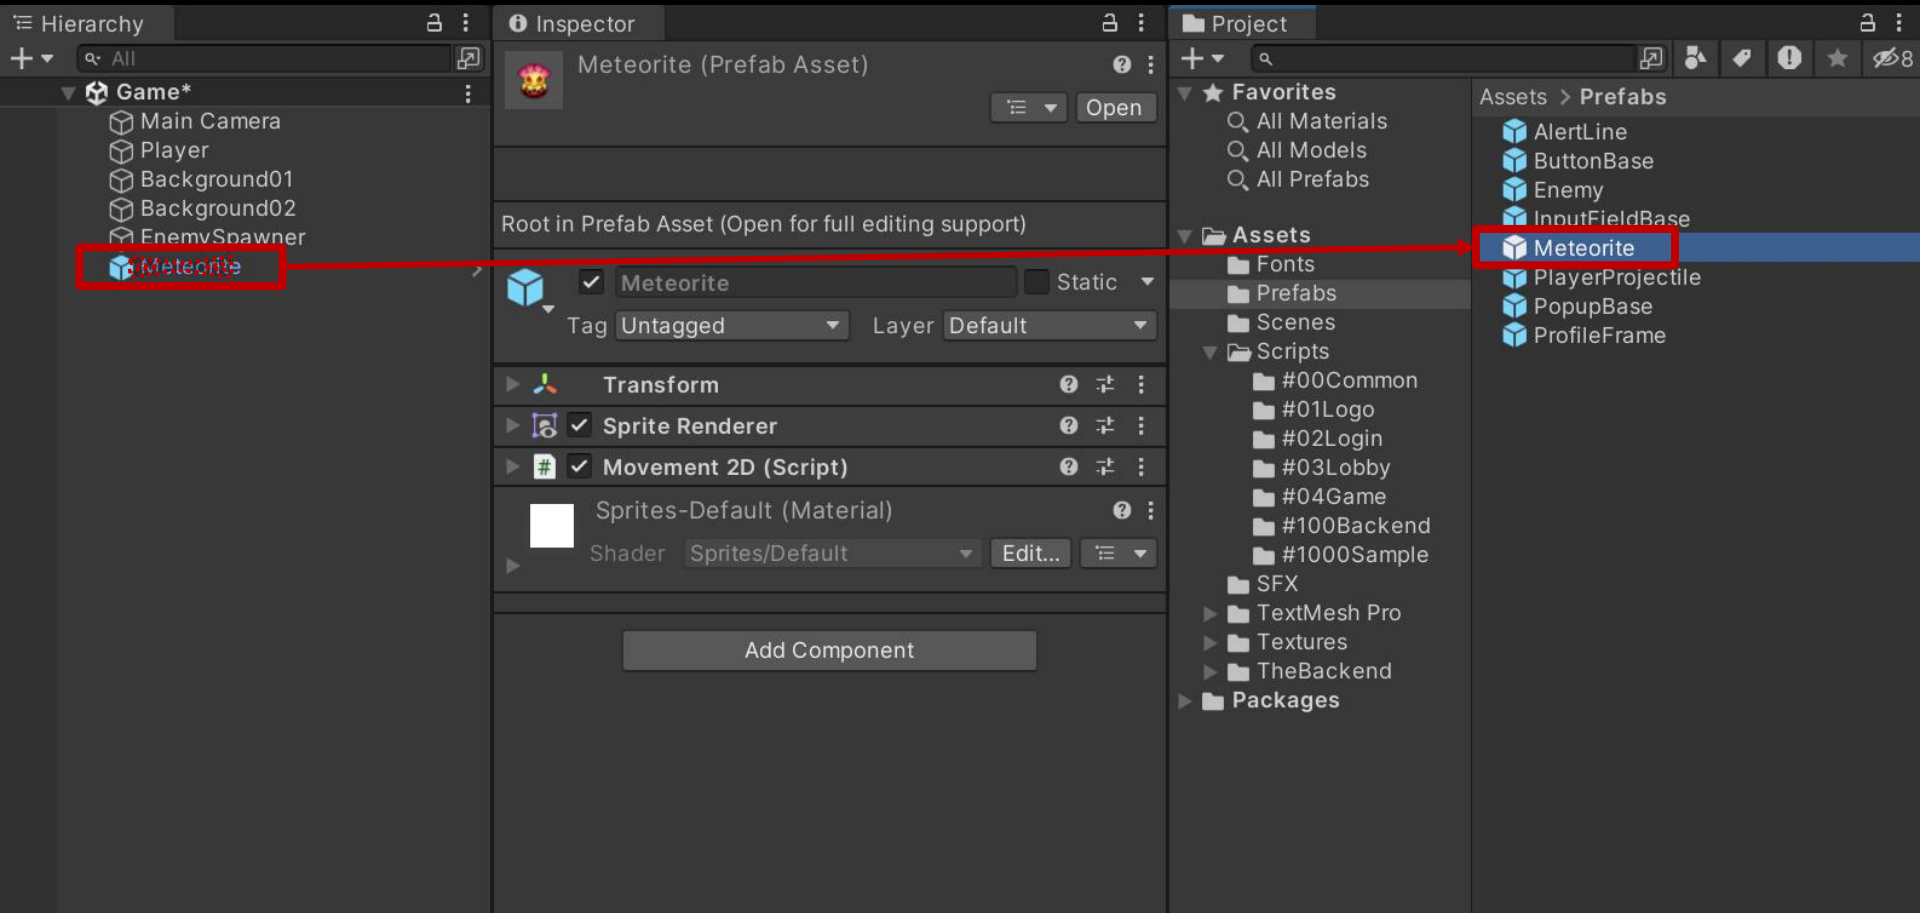 Hierarchy
All
Game*
Main Camera
Player
Background01
Background02
EnemySpawner
Meteorite
Inspector
Meteorite (Prefab Asset)
Open
Root in Prefab Asset (Open for full editing support)
Meteorite
Static
Tag Untagged Layer Default
Transform
Sprite Renderer
# Movement 2D (Script)
Sprites-Default (Material)
Shader Sprites/Default Edit...
Add Component
Project
8
Favorites
All Materials
All Models
All Prefabs
Assets
Fonts
Prefabs
Scenes
Scripts
#00Common
#01Logo
#02Login
#03Lobby
#04Game
#100Backend
#1000Sample
SFX
TextMesh Pro
Textures
TheBackend
Packages
Assets > Prefabs
AlertLine
ButtonBase
Enemy
InputFieldBase
Meteorite
PlayerProjectile
PopupBase
ProfileFrame